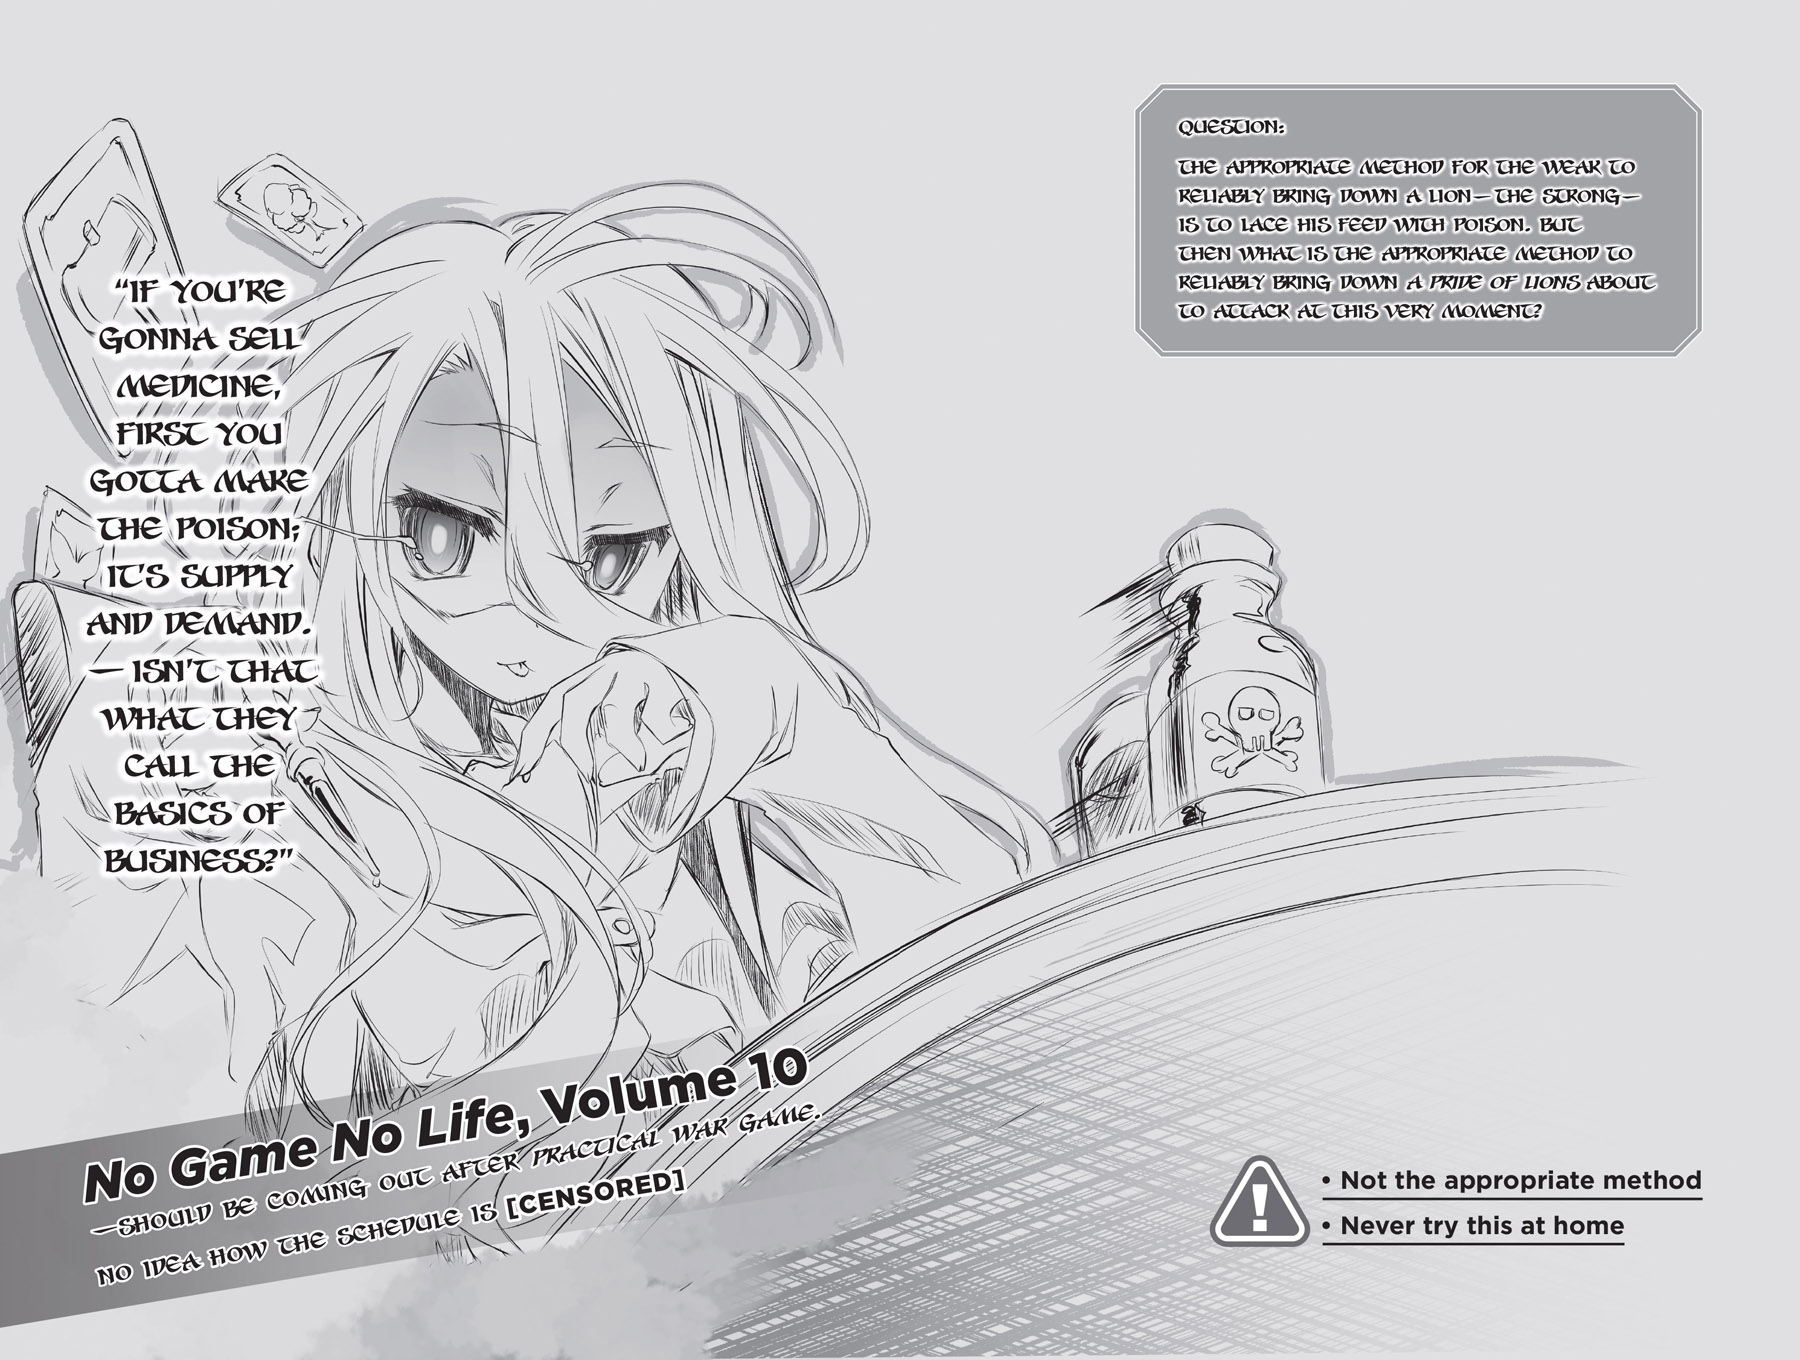 QUESTION:
THE APPROPRIATE METHOD FOR THE WEAK TO
RELIABLY BRING DOWN A LION—THE STRONG—
IS TO LACE HIS FEED WITH POISON. BUT
THEN WHAT IS THE APPROPRIATE METHOD TO
RELIABLY BRING DOWN A PRIDE OF LIONS ABOUT
TO ATTACK AT THIS VERY MOMENT?
“IF YOU’RE
GONNA SELL
MEDICINE,
FIRST YOU
GOTTA MAKE
THE POISON;
IT’S SUPPLY
AND DEMAND.
—ISN’T THAT
WHAT THEY
CALL THE
BASICS OF
BUSINESS?”
No Game No Life, Volume 10
—SHOULD BE COMING OUT AFTER PRACTICAL WAR GAME.
NO IDEA HOW THE SCHEDULE IS [CENSORED]
!
• Not the appropriate method
• Never try this at home